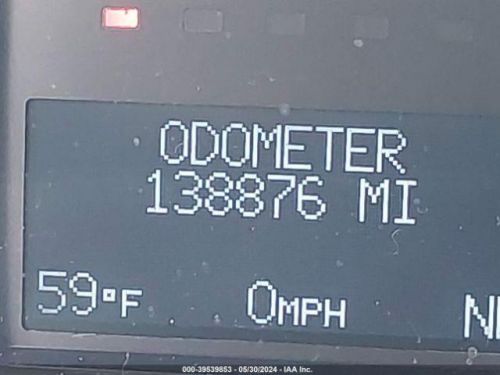 ODOMETER
138876 MI
59°F 0MPH
000-39539853 - 05/30/2024 - IAA Inc.